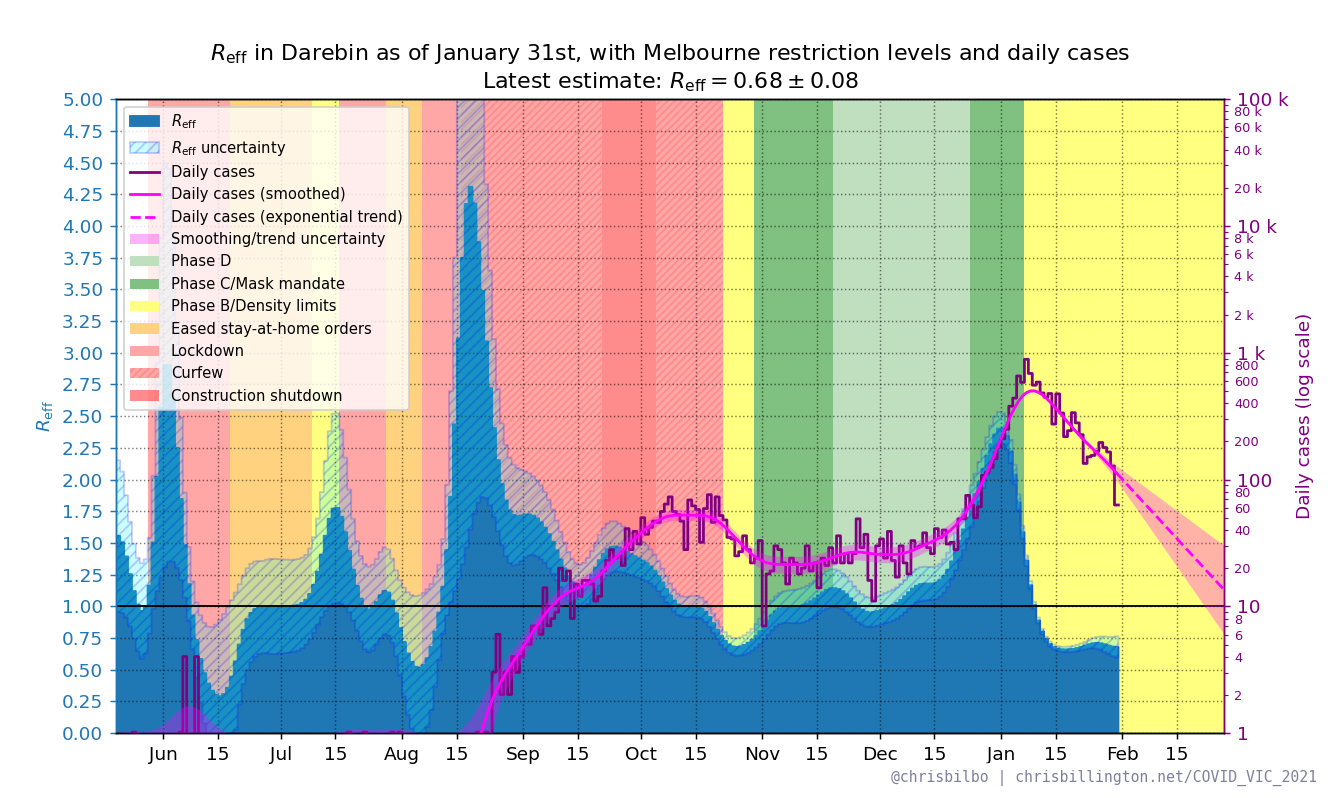 Reff in Darebin as of January 31st, with Melbourne restriction levels and daily cases
Latest estimate: Reff = 0.68 ± 0.08
5.00
4.75
4.50
4.25
4.00
3.75
3.50
3.25
3.00
2.75
2.50
2.25
2.00
1.75
1.50
1.25
1.00
0.75
0.50
0.25
0.00
Reff
Reff
Reff uncertainty
Daily cases
Daily cases (smoothed)
Daily cases (exponential trend)
Smoothing/trend uncertainty
Phase D
Phase C/Mask mandate
Phase B/Density limits
Eased stay-at-home orders
Lockdown
Curfew
Construction shutdown
100 k
80 k
60 k
40 k
20 k
10 k
8 k
6 k
4 k
2 k
1 k
800
600
400
200
100
80
60
40
20
10
8
6
4
2
1
Daily cases (log scale)
Jun 15 Jul 15 Aug 15 Sep 15 Oct 15 Nov 15 Dec 15 Jan 15 Feb 15
@chrisbilbo | chrisbillington.net/COVID_VIC_2021